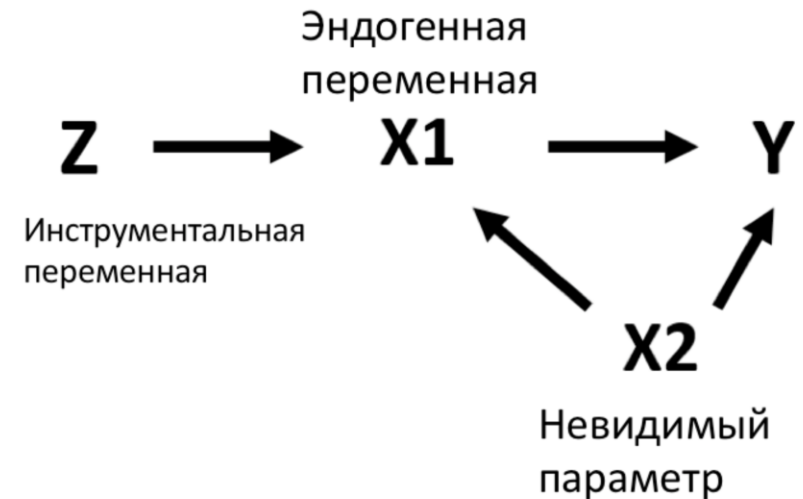 Эндогенная
переменная
Z X1 Y
Инструментальная
переменная
X2
Невидимый
параметр